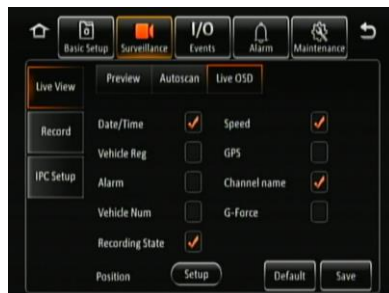 Basic Setup
Surveillance
I/O
Events
Alarm
Maintenance
Live View
Preview
Autoscan
Live OSD
Record
Date/Time
Speed
Vehicle Reg
GPS
IPC Setup
Alarm
Channel name
Vehicle Num
G-Force
Recording State
Position
Setup
Default
Save